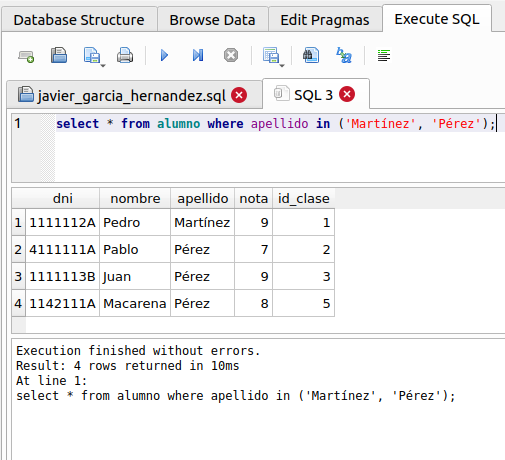 Database Structure Browse Data Edit Pragmas Execute SQL
javier_garcia_hernandez.sql SQL 3
1 select * from alumno where apellido in ('Martínez', 'Pérez');
dni nombre apellido nota id_clase
1 1111112A Pedro Martínez 9 1
2 4111111A Pablo Pérez 7 2
3 1111113B Juan Pérez 9 3
4 1142111A Macarena Pérez 8 5
Execution finished without errors.
Result: 4 rows returned in 10ms
At line 1:
select * from alumno where apellido in ('Martínez', 'Pérez');